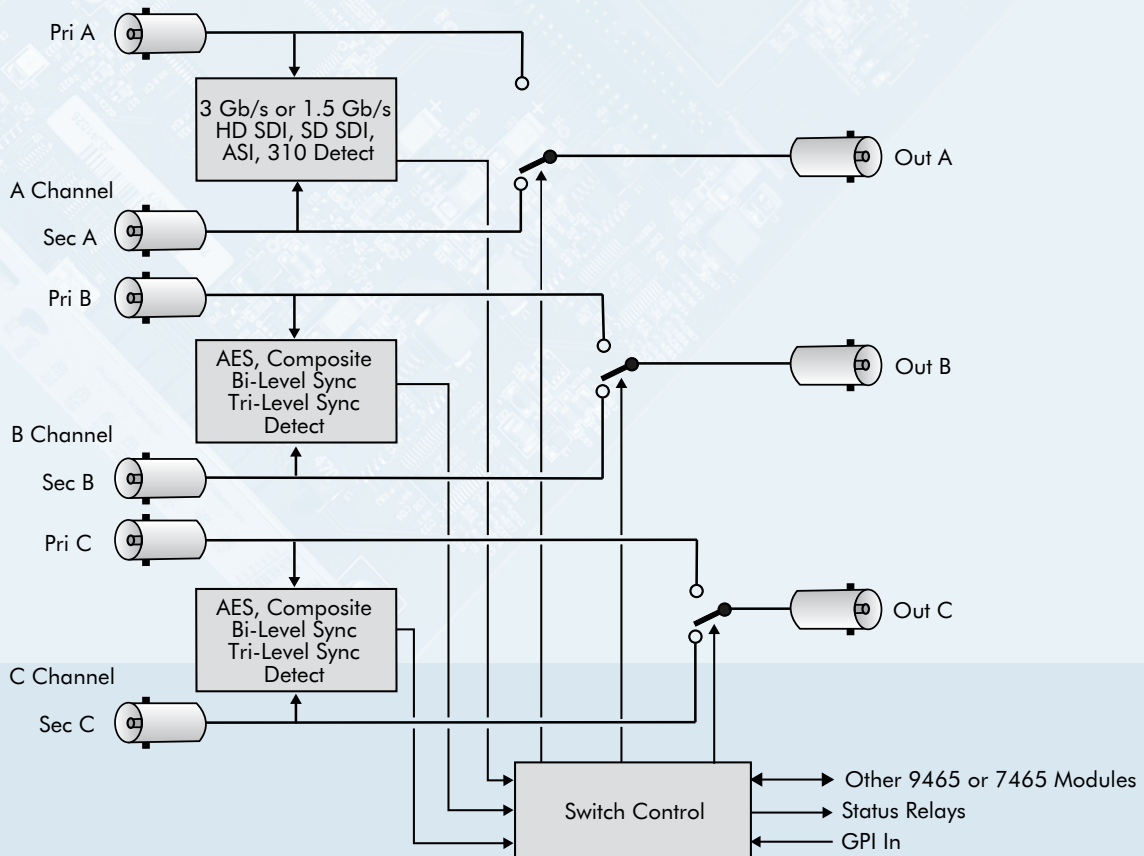 Pri A
3 Gb/s or 1.5 Gb/s
HD SDI, SD SDI,
ASI, 310 Detect
Out A
A Channel
Sec A
Pri B
AES, Composite
Bi-Level Sync
Tri-Level Sync
Detect
Out B
B Channel
Sec B
Pri C
AES, Composite
Bi-Level Sync
Tri-Level Sync
Detect
Out C
C Channel
Sec C
Switch Control
Other 9465 or 7465 Modules
Status Relays
GPI In